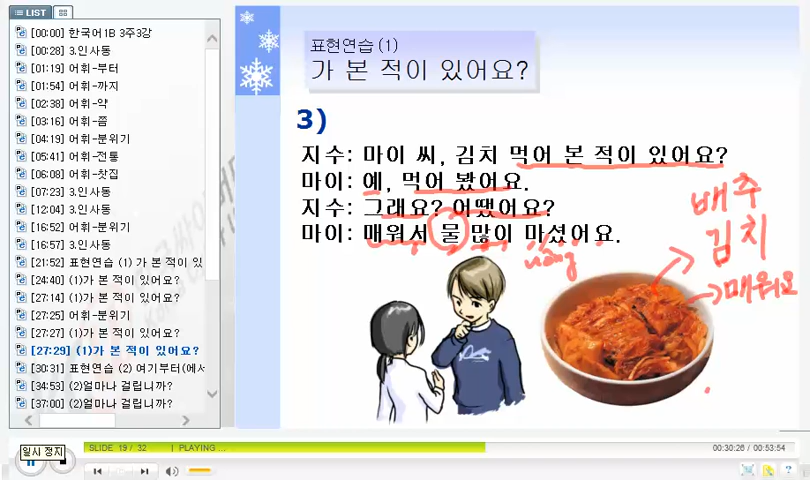 LIST
[00:00] 한국어1B 3주3강
[00:28] 3.인사동
[01:19] 어휘-부터
[01:54] 어휘-까지
[02:38] 어휘-약
[03:16] 어휘-쯤
[04:19] 어휘-분위기
[05:41] 어휘-전통
[06:08] 어휘-찻집
[07:23] 3.인사동
[12:04] 3.인사동
[16:52] 어휘-분위기
[16:57] 3.인사동
[21:52] 표현연습 (1) 가 본 적이 있
[24:40] (1)가 본 적이 있어요?
[27:14] (1)가 본 적이 있어요?
[27:25] 어휘-분위기
[27:27] (1)가 본 적이 있어요?
[27:29] (1)가 본 적이 있어요?
[30:31] 표현연습 (2) 여기부터(에서
[34:53] (2)얼마나 걸립니까?
[37:00] (2)얼마나 걸립니까?
표현연습 (1)
가 본 적이 있어요?
3)
지수: 마이 씨, 김치 먹어 본 적이 있어요?
마이: 예, 먹어 봤어요.
지수: 그래요? 어땠어요?
마이: 매워서 물 많이 마셨어요.
uống
배추
김치
매워요
일시 정지
SLIDE 19 / 32 | PLAYING ...
00:30:26 / 00:53:54